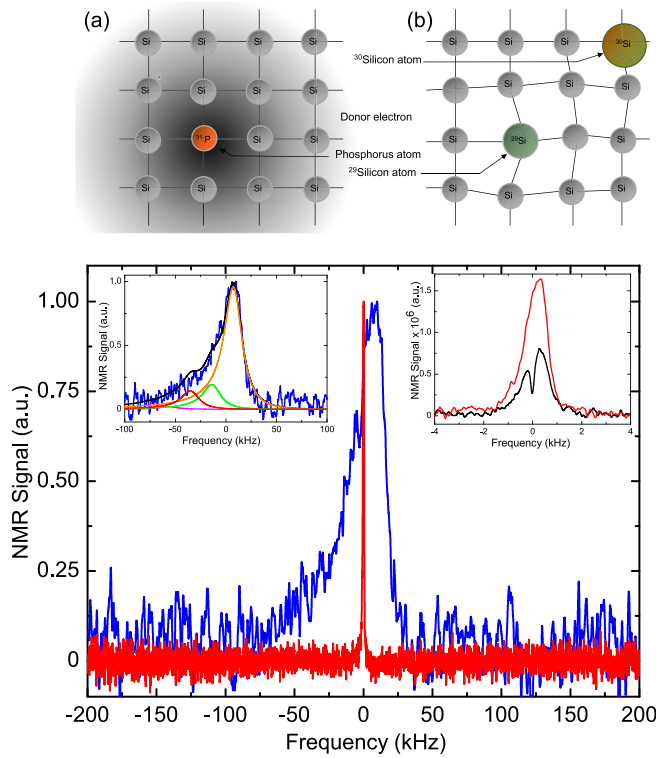 (a)
(b)
Si Si Si Si
Si Si Si ³⁰Si
³⁰Silicon atom
Si Si Si Si
Si Si Si Si
Donor electron
Si ³¹P Si Si
Si ²⁹Si Si
Phosphorus atom
²⁹Silicon atom
Si Si Si Si
Si Si Si Si
NMR Signal (a.u.)
1.00
0.75
0.50
0.25
0
-200 -150 -100 -50 0 50 100 150 200
Frequency (kHz)
NMR Signal (a.u.)
1.0
0.5
0
-100 -50 0 50 100
Frequency (kHz)
NMR Signal x 10⁶ (a.u.)
1.5
1.0
0.5
0
-4 -2 0 2 4
Frequency (kHz)